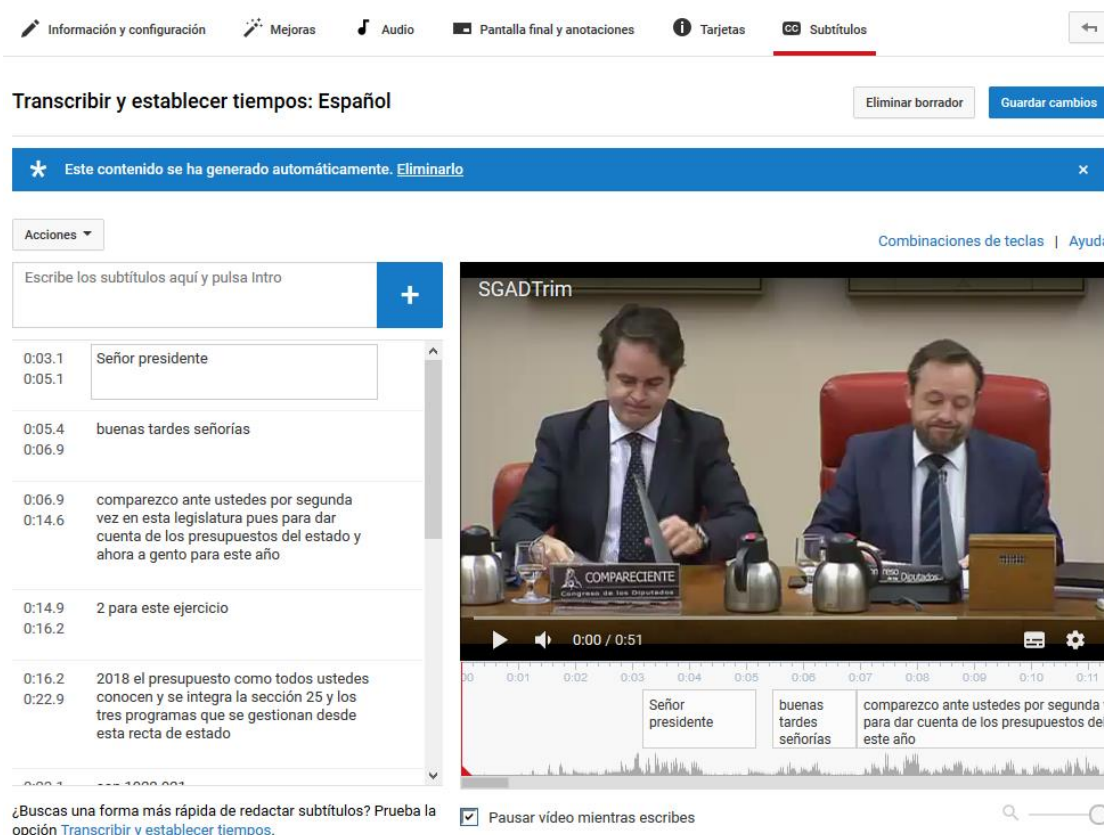 Información y configuración Mejoras Audio Pantalla final y anotaciones Tarjetas CC Subtítulos
Transcribir y establecer tiempos: Español
Eliminar borrador Guardar cambios
Este contenido se ha generado automáticamente. Eliminarlo ×
Acciones
Combinaciones de teclas | Ayuda
Escribe los subtítulos aquí y pulsa Intro
+
0:03.1 Señor presidente
0:05.1
0:05.4 buenas tardes señorías
0:06.9
0:06.9 comparezco ante ustedes por segunda
0:14.6 vez en esta legislatura pues para dar
cuenta de los presupuestos del estado y
ahora a gento para este año
0:14.9 2 para este ejercicio
0:16.2
0:16.2 2018 el presupuesto como todos ustedes
0:22.9 conocen y se integra la sección 25 y los
tres programas que se gestionan desde
esta recta de estado
¿Buscas una forma más rápida de redactar subtítulos? Prueba la
opción Transcribir y establecer tiempos.
SGADTrim
COMPARECIENTE
Congreso de los Diputados
Diputados
0:00 / 0:51
00 0:01 0:02 0:03 0:04 0:05 0:06 0:07 0:08 0:09 0:10 0:11
Señor
presidente
buenas
tardes
señorías
comparezco ante ustedes por segunda
para dar cuenta de los presupuestos del
este año
Pausar vídeo mientras escribes